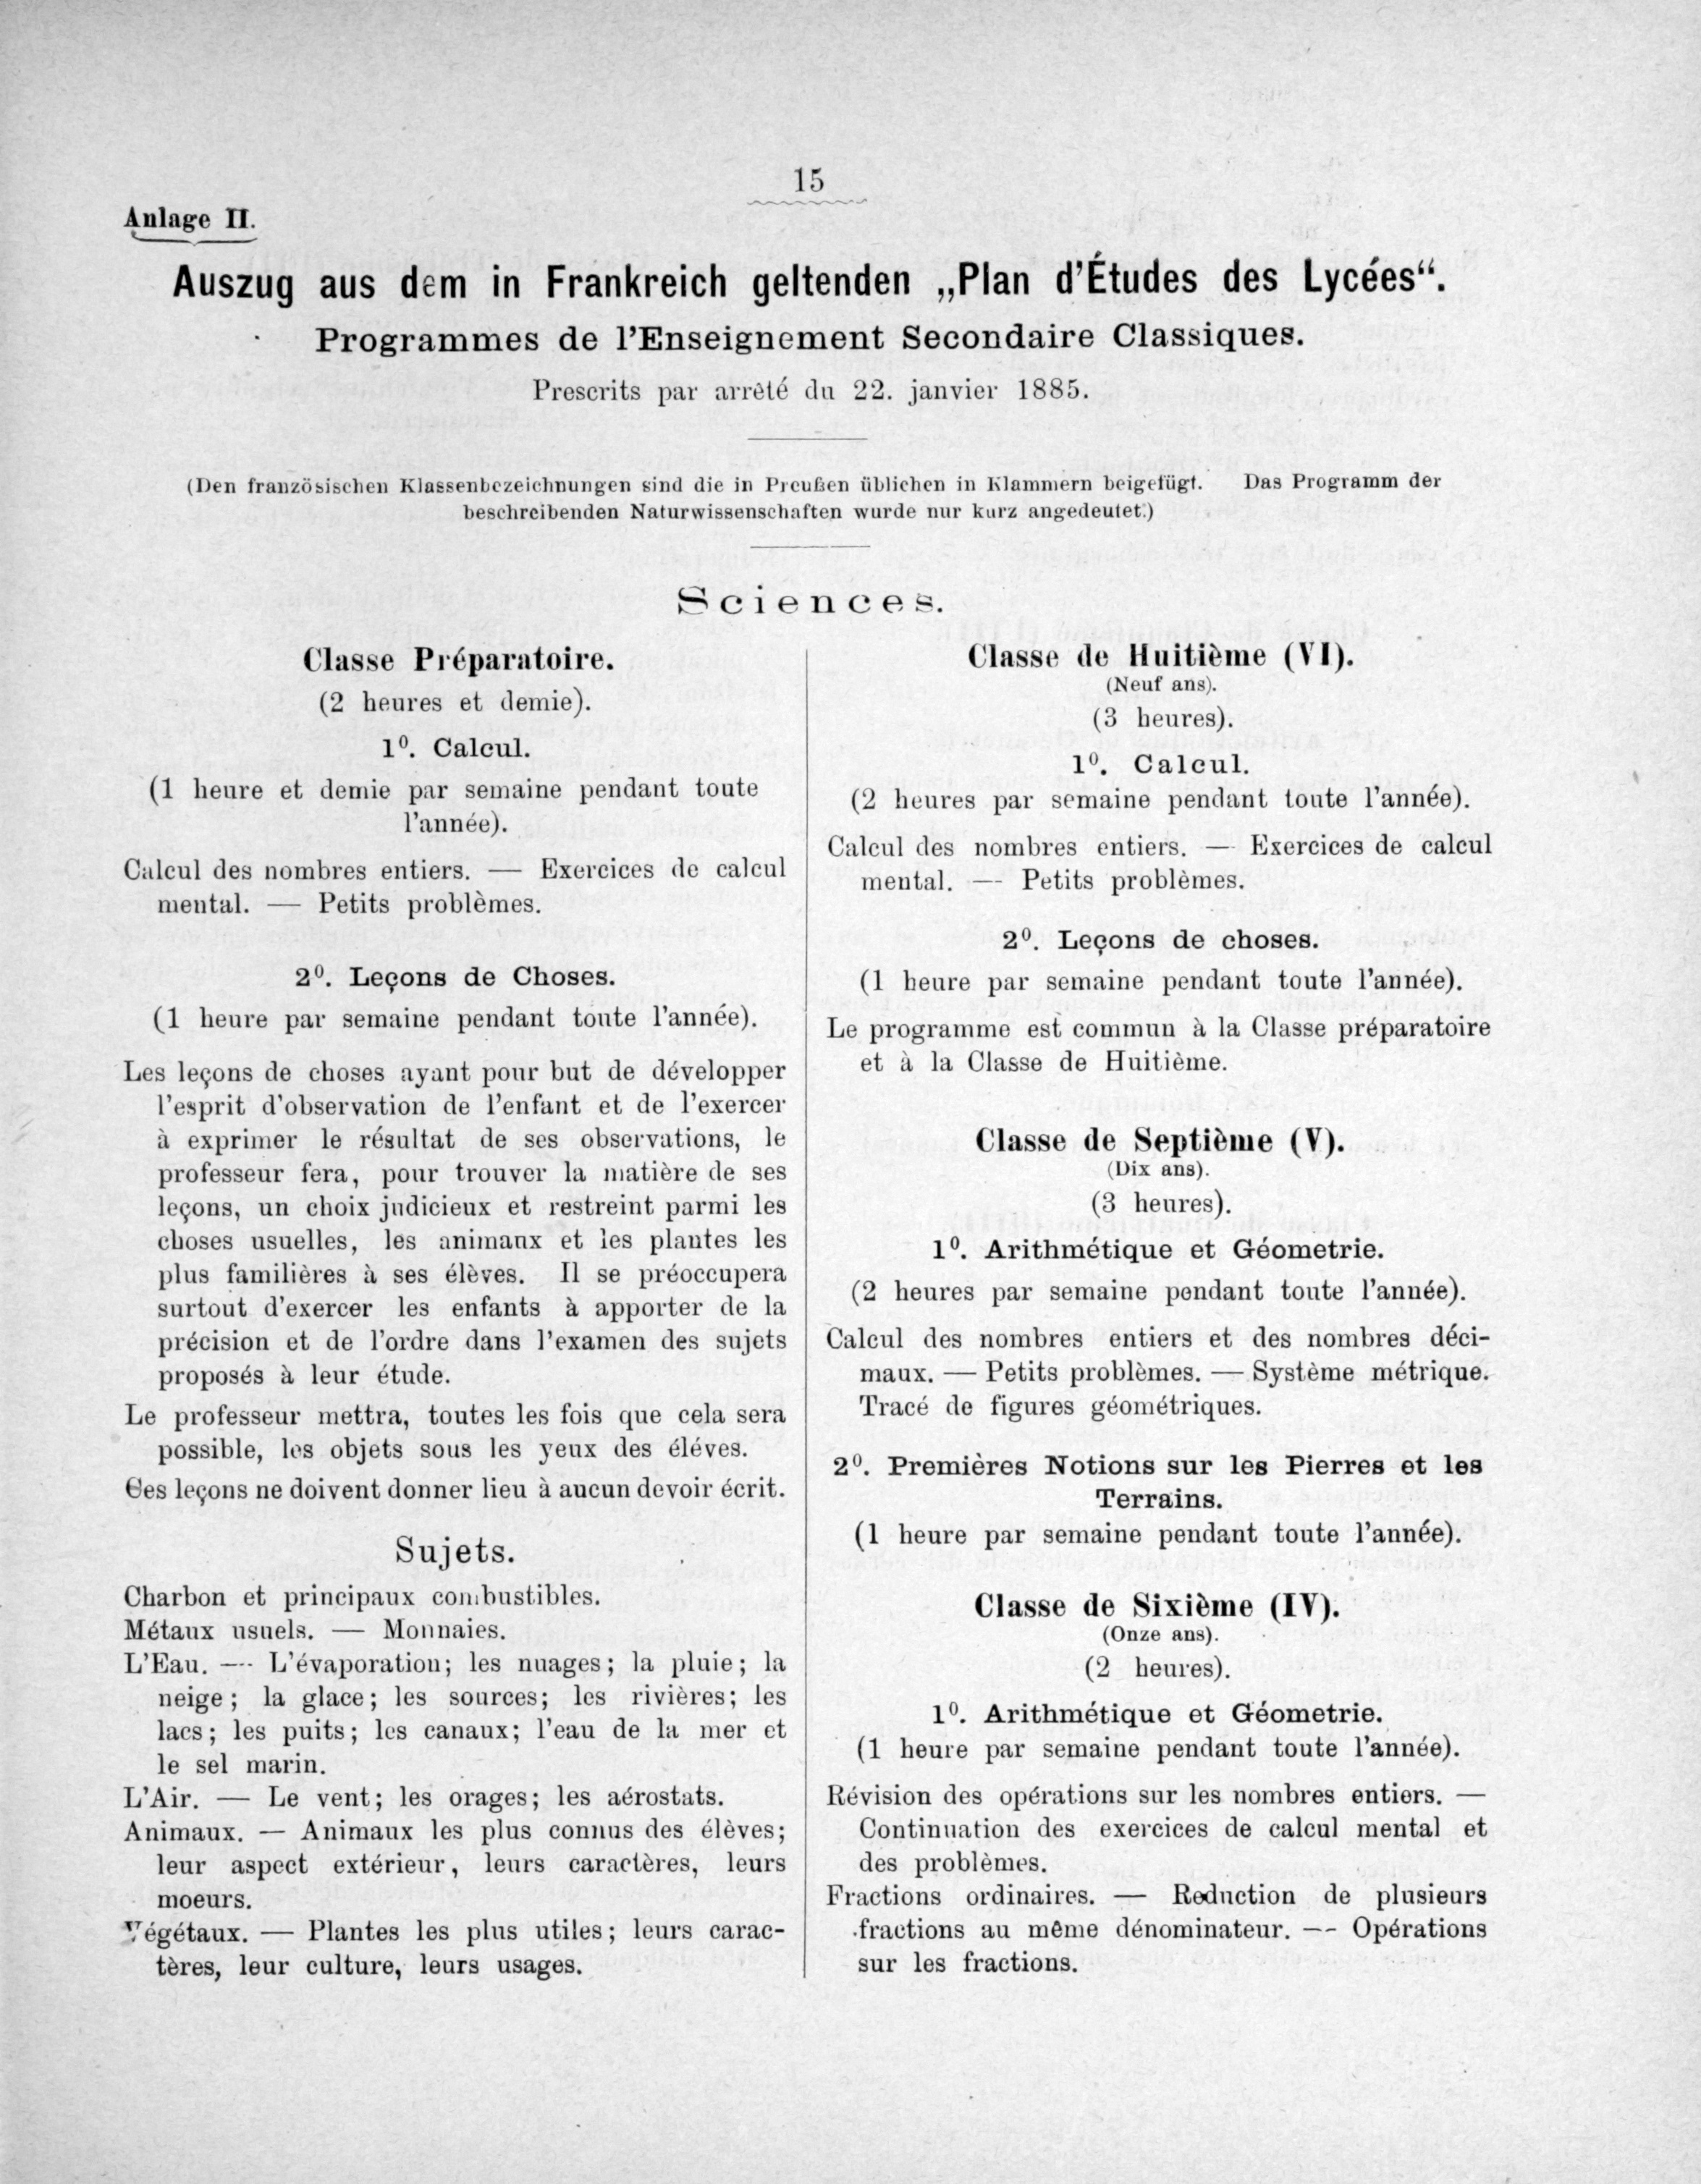 15
Anlage II.
Auszug aus dem in Frankreich geltenden „Plan d'Études des Lycées“.
Programmes de l'Enseignement Secondaire Classiques.
Prescrits par arrêté du 22. janvier 1885.
(Den französischen Klassenbezeichnungen sind die in Preußen üblichen in Klammern beigefügt. Das Programm der
beschreibenden Naturwissenschaften wurde nur kurz angedeutet.)
Sciences.
Classe Préparatoire.
(2 heures et demie).
1⁰. Calcul.
(1 heure et demie par semaine pendant toute
l'année).
Calcul des nombres entiers. — Exercices de calcul
mental. — Petits problèmes.
2⁰. Leçons de Choses.
(1 heure par semaine pendant toute l'année).
Les leçons de choses ayant pour but de développer
l'esprit d'observation de l'enfant et de l'exercer
à exprimer le résultat de ses observations, le
professeur fera, pour trouver la matière de ses
leçons, un choix judicieux et restreint parmi les
choses usuelles, les animaux et les plantes les
plus familières à ses élèves. Il se préoccupera
surtout d'exercer les enfants à apporter de la
précision et de l'ordre dans l'examen des sujets
proposés à leur étude.
Le professeur mettra, toutes les fois que cela sera
possible, les objets sous les yeux des éléves.
Ces leçons ne doivent donner lieu à aucun devoir écrit.
Sujets.
Charbon et principaux combustibles.
Métaux usuels. — Monnaies.
L'Eau. — L'évaporation; les nuages; la pluie; la
neige; la glace; les sources; les rivières; les
lacs; les puits; les canaux; l'eau de la mer et
le sel marin.
L'Air. — Le vent; les orages; les aérostats.
Animaux. — Animaux les plus connus des élèves;
leur aspect extérieur, leurs caractères, leurs
moeurs.
Végétaux. — Plantes les plus utiles; leurs carac-
tères, leur culture, leurs usages.
Classe de Huitième (VI).
(Neuf ans).
(3 heures).
1⁰. Calcul.
(2 heures par semaine pendant toute l'année).
Calcul des nombres entiers. — Exercices de calcul
mental. — Petits problèmes.
2⁰. Leçons de choses.
(1 heure par semaine pendant toute l'année).
Le programme est commun à la Classe préparatoire
et à la Classe de Huitième.
Classe de Septième (V).
(Dix ans).
(3 heures).
1⁰. Arithmétique et Géometrie.
(2 heures par semaine pendant toute l'année).
Calcul des nombres entiers et des nombres déci-
maux. — Petits problèmes. — Système métrique.
Tracé de figures géométriques.
2⁰. Premières Notions sur les Pierres et les
Terrains.
(1 heure par semaine pendant toute l'année).
Classe de Sixième (IV).
(Onze ans).
(2 heures).
1⁰. Arithmétique et Géometrie.
(1 heure par semaine pendant toute l'année).
Révision des opérations sur les nombres entiers. —
Continuation des exercices de calcul mental et
des problèmes.
Fractions ordinaires. — Reduction de plusieurs
fractions au même dénominateur. — Opérations
sur les fractions.